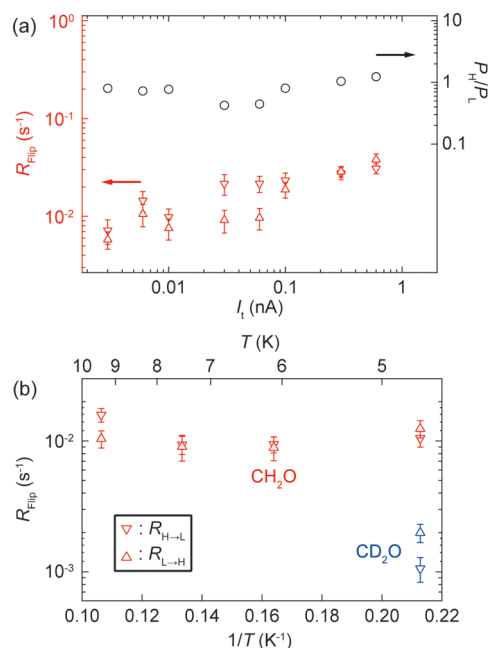 (a)
10⁰
10⁻¹
10⁻²
R_Flip (s⁻¹)
10
1
0.1
P_H/P_L
0.01
0.1
1
I_t (nA)
T (K)
10 9 8 7 6 5
(b)
10⁻²
10⁻³
R_Flip (s⁻¹)
CH₂O
CD₂O
▽ : R_H→L
△ : R_L→H
0.10 0.12 0.14 0.16 0.18 0.20 0.22
1/T (K⁻¹)